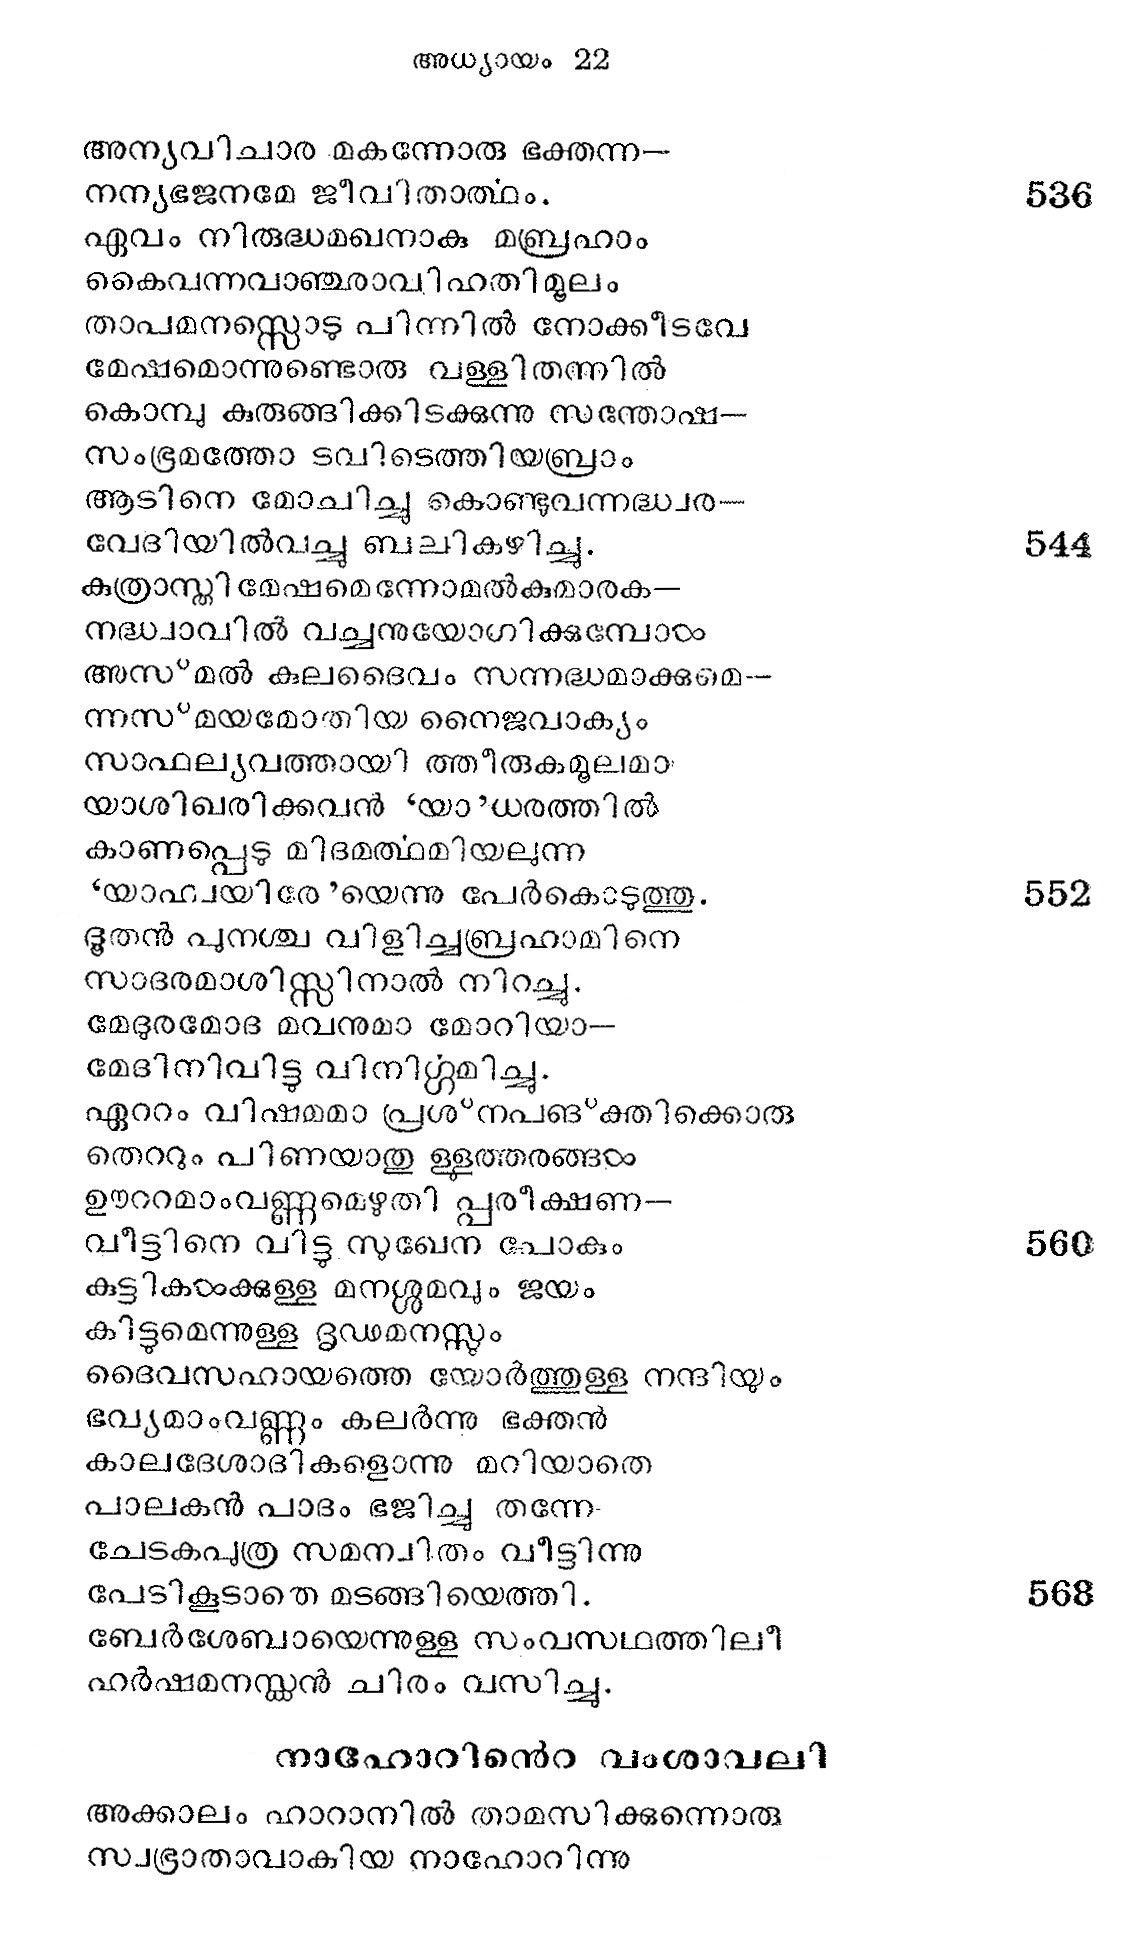 അധ്യായം 22
അന്യവിചാര മകന്നോരു ഭക്തന്ന—
നന്യഭജനമേ ജീവിതാൎത്ഥം. 536
ഏവം നിരുദ്ധമഖനാകു മബ്രഹാം
കൈവന്നവാഞ്ഛരാവിഹതിമൂലം
താപമനസ്സൊടു പിന്നിൽ നോക്കീടവേ
മേഷമൊന്നുണ്ടൊരു വള്ളിതന്നിൽ
കൊമ്പു കുരുങ്ങിക്കിടക്കുന്നു സന്തോഷ—
സംഭ്രമത്തോ ടവിടെത്തിയബ്രാം
ആടിനെ മോചിച്ചു കൊണ്ടുവന്നദ്ധ്വര—
വേദിയിൽവച്ചു ബലികഴിച്ചു. 544
കുത്രാസ്തിമേഷമെന്നോമൽകുമാരക—
നദ്ധ്വാവിൽ വച്ചനുയോഗിക്കുമ്പോൾ
അസ്‌മൽ കുലദൈവം സന്നദ്ധമാക്കുമെ—
ന്നസ്‌മയമോതിയ നൈജവാക്യം
സാഫല്യവത്തായി ത്തീരുകമൂലമാ
യാശിഖരിക്കവൻ ‘യാ’ധരത്തിൽ
കാണപ്പെടു മിദമൎത്ഥമിയലുന്ന
‘യാഹ്വയിരേ’യെന്നു പേർകൊടുത്തു. 552
ദൂതൻ പുനശ്ച വിളിച്ചബ്രഹാമിനെ
സാദരമാശിസ്സിനാൽ നിറച്ചു.
മേദുരമോദ മവനുമാ മോറിയാ—
മേദിനിവിട്ടു വിനിൎഗ്ഗമിച്ചു.
ഏററം വിഷമമാ പ്രശ്‌നപങ്‌ക്തിക്കൊരു
തെററും പിണയാതു ള്ളുത്തരങ്ങൾ
ഊററമാംവണ്ണമെഴുതി പ്പരീക്ഷണ—
വീട്ടിനെ വിട്ടു സുഖേന പോകും
 560
കുട്ടികൾക്കുള്ള മനശ്ശമവും ജയം
കിട്ടുമെന്നുള്ള ദൃഢമനസ്സും
ദൈവസഹായത്തെ യോർത്തുള്ള നന്ദിയും
ഭവ്യമാംവണ്ണം കലർന്നു ഭക്തൻ
കാലദേശാദികളൊന്നു മറിയാതെ
പാലകൻ പാദം ഭജിച്ചു തന്നേ
ചേടകപുത്ര സമന്വിതം വീട്ടിന്നു
പേടികൂടാതെ മടങ്ങിയെത്തി. 568
ബേർശേബായെന്നുള്ള സംവസഥത്തിലീ
ഹർഷമനസ്സൻ ചിരം വസിച്ചു.
നാഹോറിൻെറ വംശാവലി
അക്കാലം ഹാറാനിൽ താമസിക്കുന്നൊരു
സ്വഭ്രാതാവാകിയ നാഹോറിന്നു